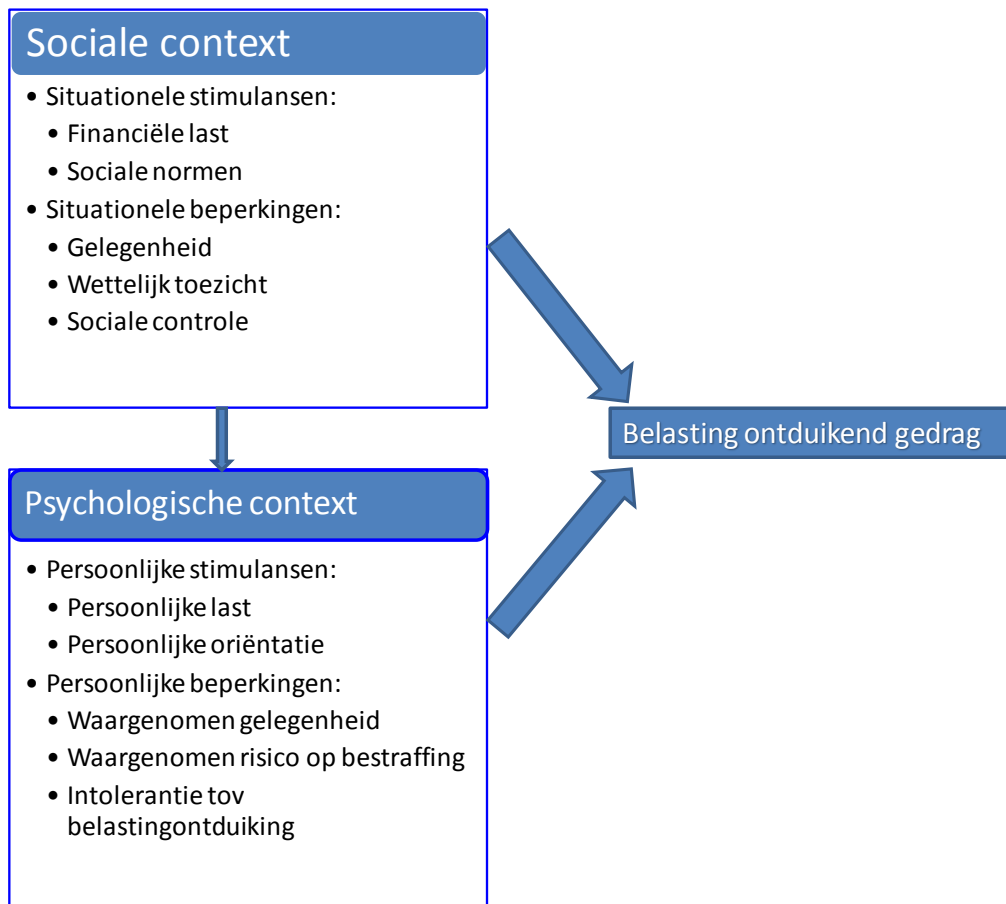 Sociale context
• Situationele stimulansen:
• Financiële last
• Sociale normen
• Situationele beperkingen:
• Gelegenheid
• Wettelijk toezicht
• Sociale controle
Belasting ontduikend gedrag
Psychologische context
• Persoonlijke stimulansen:
• Persoonlijke last
• Persoonlijke oriëntatie
• Persoonlijke beperkingen:
• Waargenomen gelegenheid
• Waargenomen risico op bestraffing
• Intolerantie tov
belastingontduiking